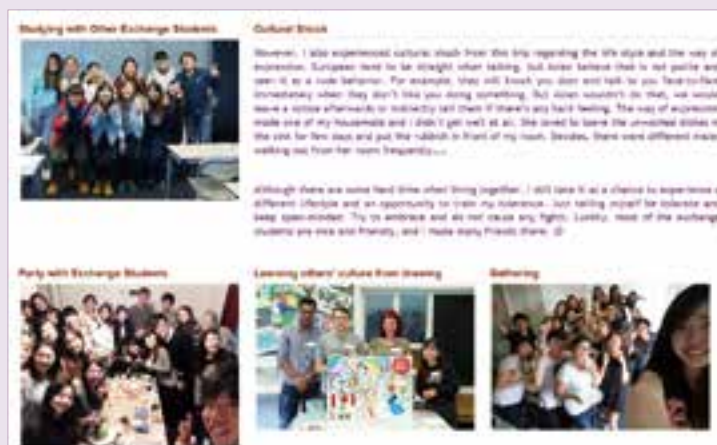 Studying with Other Exchange Students
Cultural Shock
However, I also experienced cultural shock from this trip regarding the life style and the way of
expression. European tend to be straight when talking, but Asian believe that is not polite and
seen it as a rude behavior. For example, they will knock you door and talk to you face-to-face
immediately when they don't like you doing something. But Asian wouldn't do that, we would
leave a notice afterwards or indirectly tell them if there's any hard feeling. The way of expression
made one of my housemate and I didn't get well at all. She loved to leave the unwashed dishes in
the sink for few days and put the rubbish in front of my room. Besides, there were different males
walking out from her room frequently...
Although there are some hard time when living together, I still take it as a chance to experience
different lifestyle and an opportunity to train my tolerance. Just telling myself be tolerate and
keep open-minded. Try to embrace and do not cause any fights. Luckily, most of the exchange
students are nice and friendly, and I made many friends there.
Party with Exchange Students
Learning others' culture from drawing
Gathering